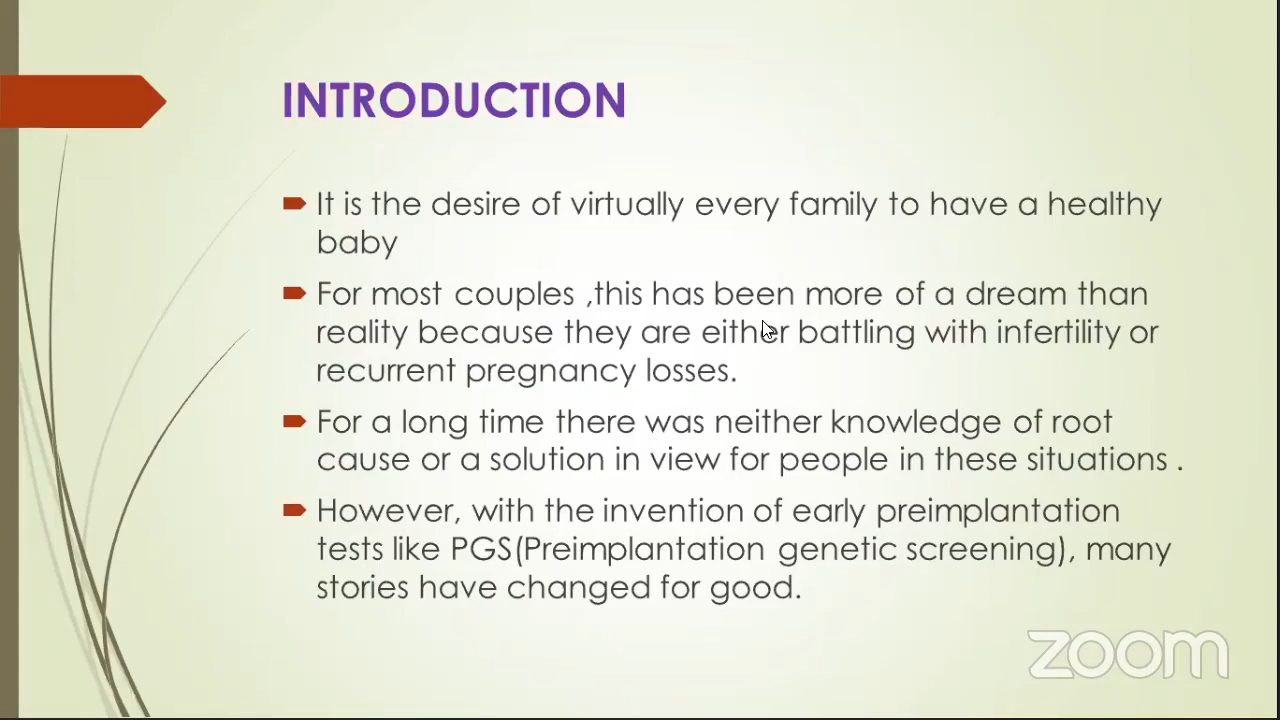 INTRODUCTION
It is the desire of virtually every family to have a healthy
baby
For most couples ,this has been more of a dream than
reality because they are either battling with infertility or
recurrent pregnancy losses.
For a long time there was neither knowledge of root
cause or a solution in view for people in these situations .
However, with the invention of early preimplantation
tests like PGS(Preimplantation genetic screening), many
stories have changed for good.
zoom